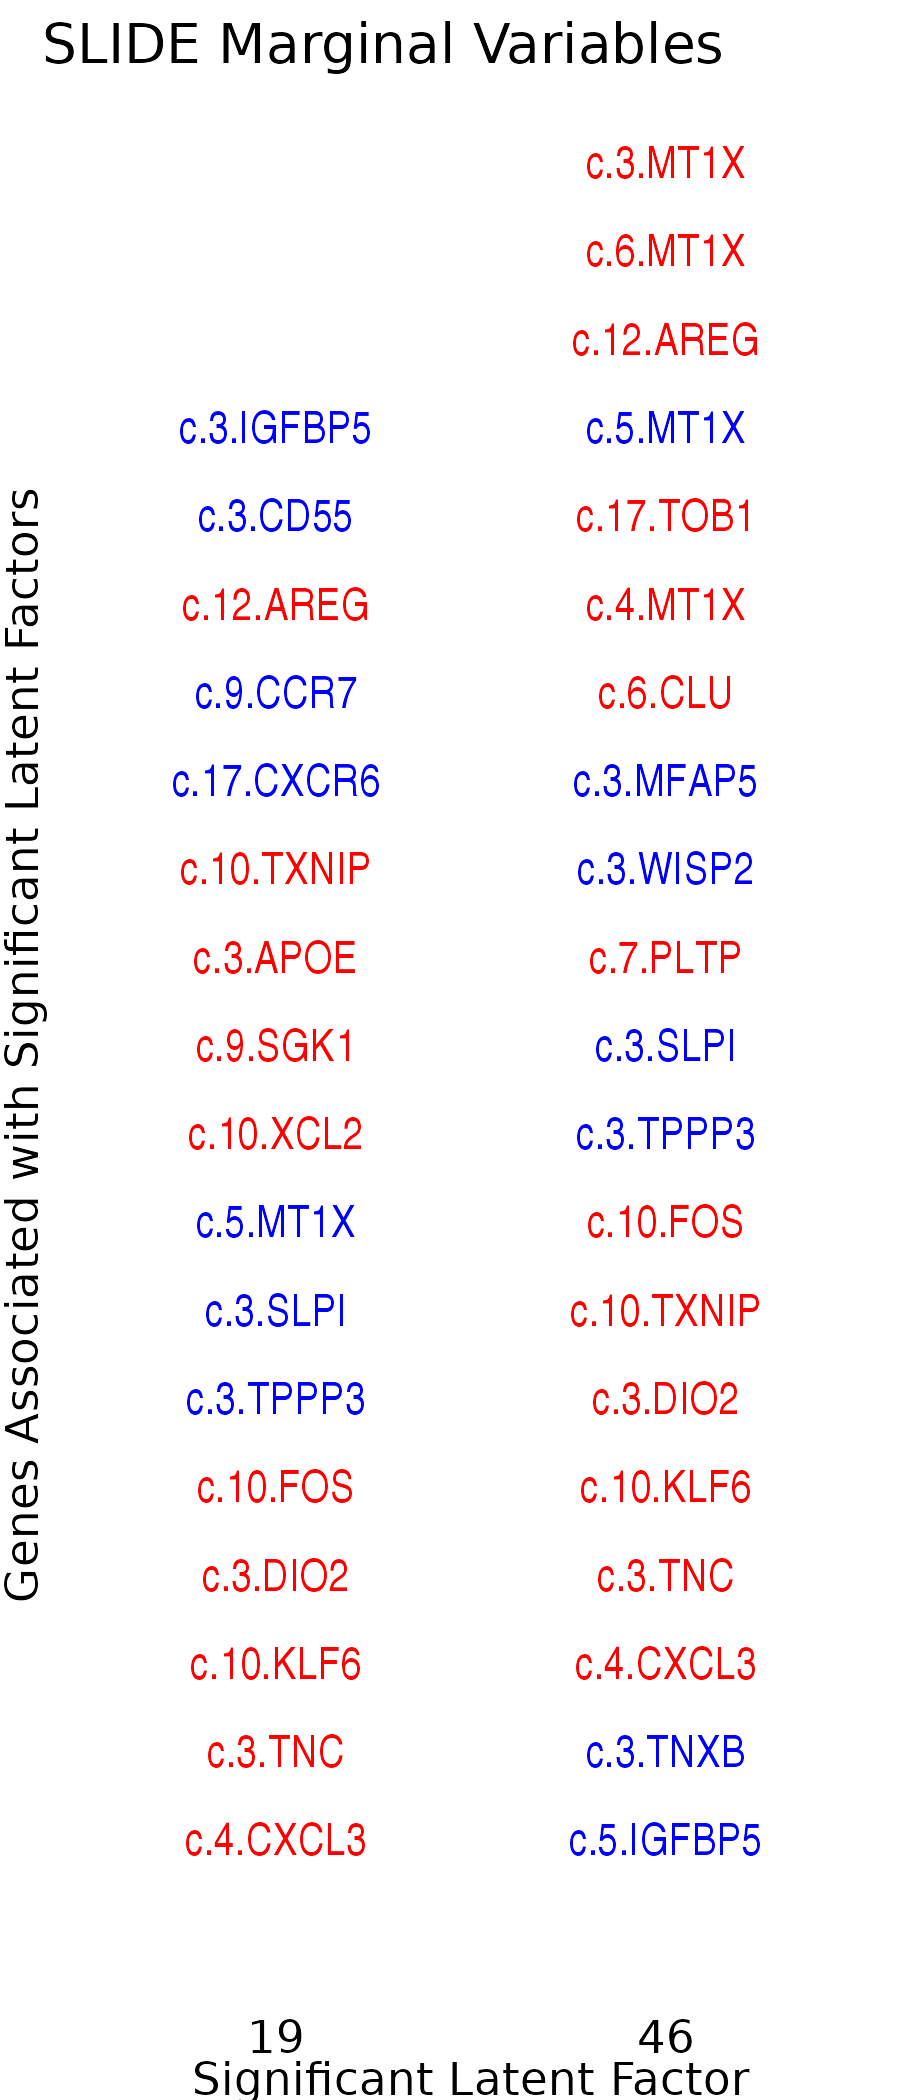 SLIDE Marginal Variables
Genes Associated with Significant Latent Factors
c.3.MT1X
c.6.MT1X
c.12.AREG
c.3.IGFBP5 c.5.MT1X
c.3.CD55 c.17.TOB1
c.12.AREG c.4.MT1X
c.9.CCR7 c.6.CLU
c.17.CXCR6 c.3.MFAP5
c.10.TXNIP c.3.WISP2
c.3.APOE c.7.PLTP
c.9.SGK1 c.3.SLPI
c.10.XCL2 c.3.TPPP3
c.5.MT1X c.10.FOS
c.3.SLPI c.10.TXNIP
c.3.TPPP3 c.3.DIO2
c.10.FOS c.10.KLF6
c.3.DIO2 c.3.TNC
c.10.KLF6 c.4.CXCL3
c.3.TNC c.3.TNXB
c.4.CXCL3 c.5.IGFBP5
19 46
Significant Latent Factor